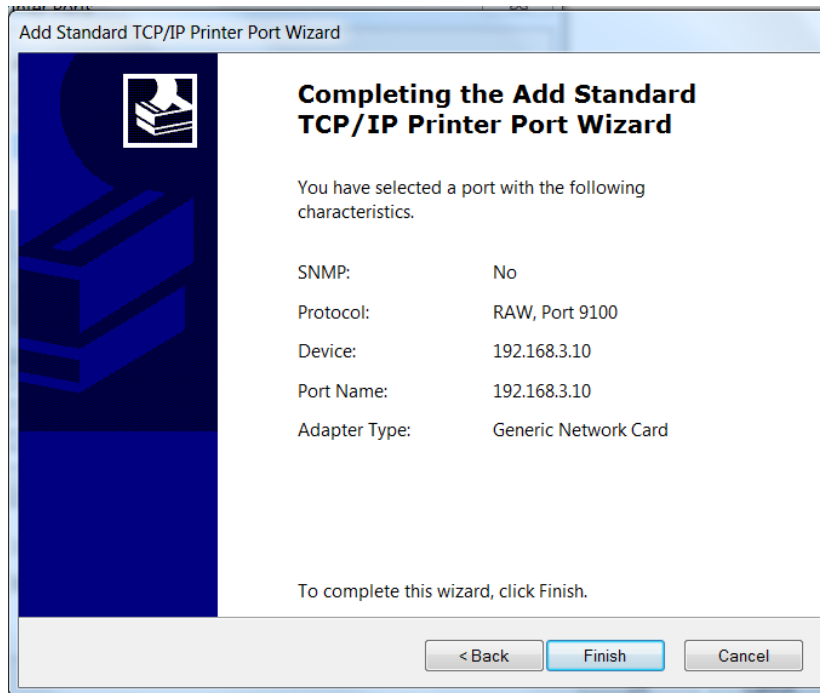 Add Standard TCP/IP Printer Port Wizard
Completing the Add Standard
TCP/IP Printer Port Wizard
You have selected a port with the following
characteristics.
SNMP: No
Protocol: RAW, Port 9100
Device: 192.168.3.10
Port Name: 192.168.3.10
Adapter Type: Generic Network Card
To complete this wizard, click Finish.
< Back Finish Cancel